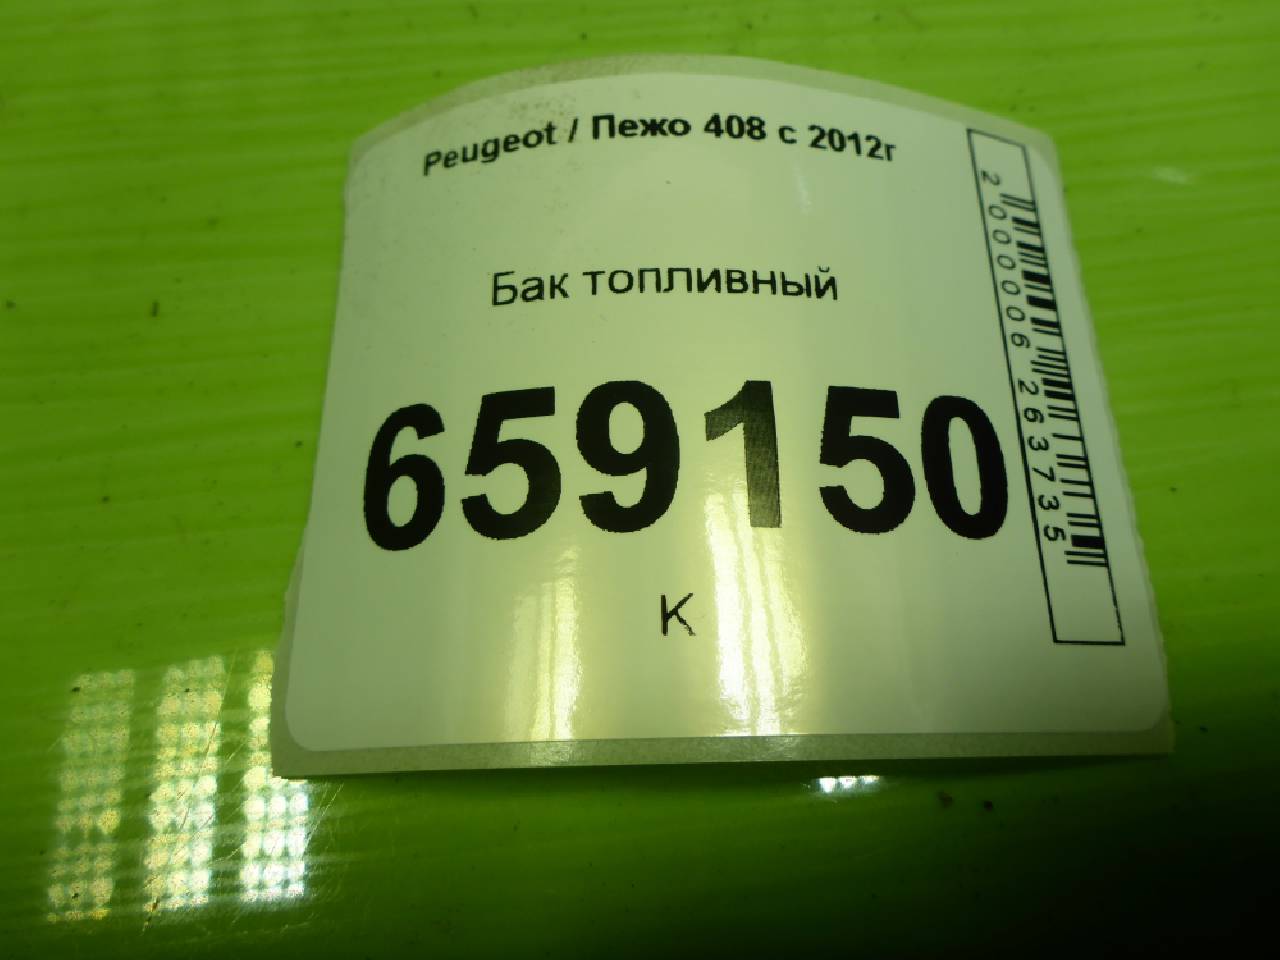 Peugeot / Пежо 408 с 2012г
Бак топливный
659150
К
2000006263735